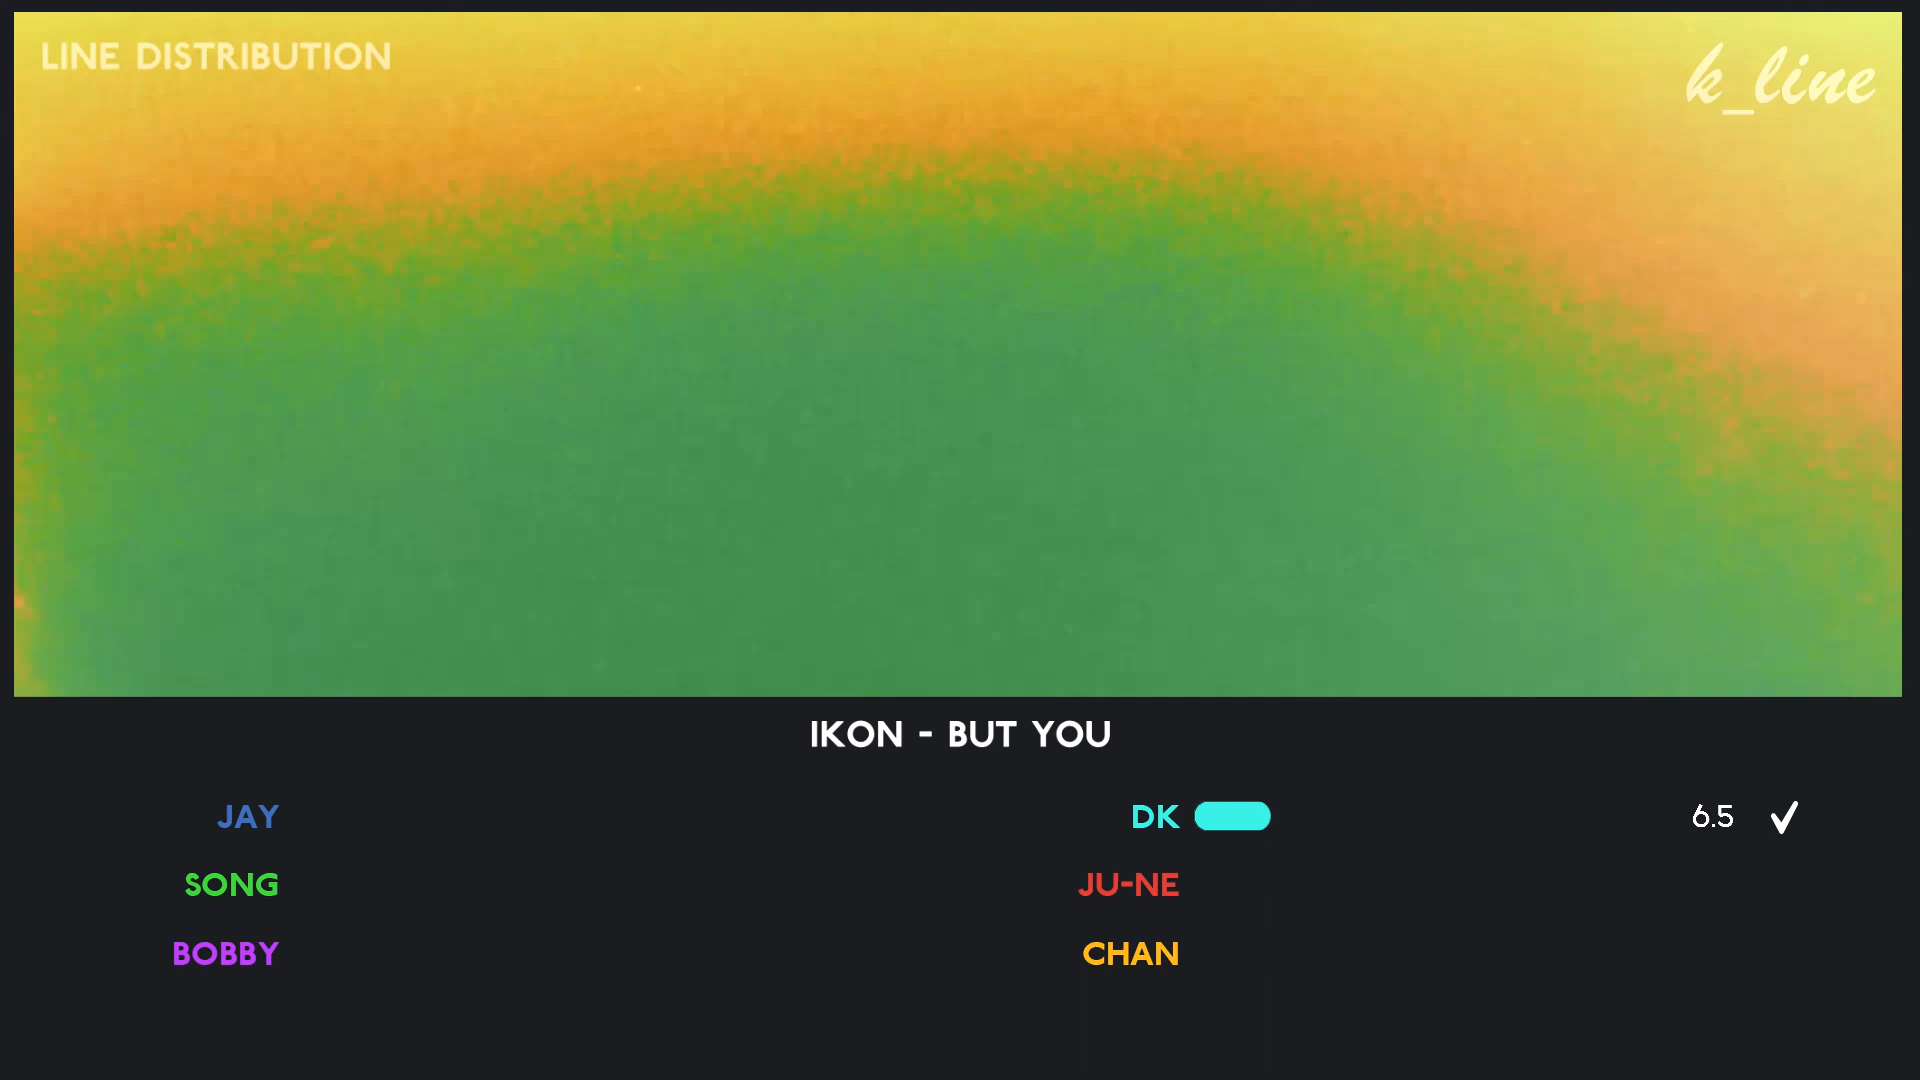 LINE DISTRIBUTION
k_line
IKON - BUT YOU
JAY
DK 6.5 ✓
SONG
JU-NE
BOBBY
CHAN